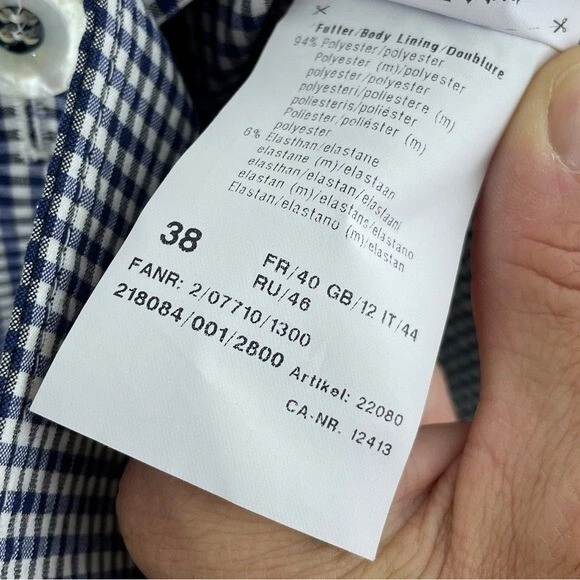 Futter/Body Lining/Doublure
94% Polyester/polyester
Polyester (m)/polyester
polyester/polyester
polyesteri/poliestere (m)
poliesteris/poliéster
Poliester/poliéster (m)
polyester
6% Elasthan/elastane
elastane (m)/elastaan
elasthan/elastan/elastaani
elastan (m)/elastans/elastano
Elastan/elastano (m)/elastan
38 FR/40 GB/12 IT/44
RU/46
FANR: 2/07710/1300
218084/001/2800 Artikel: 22080
CA-NR. 12413